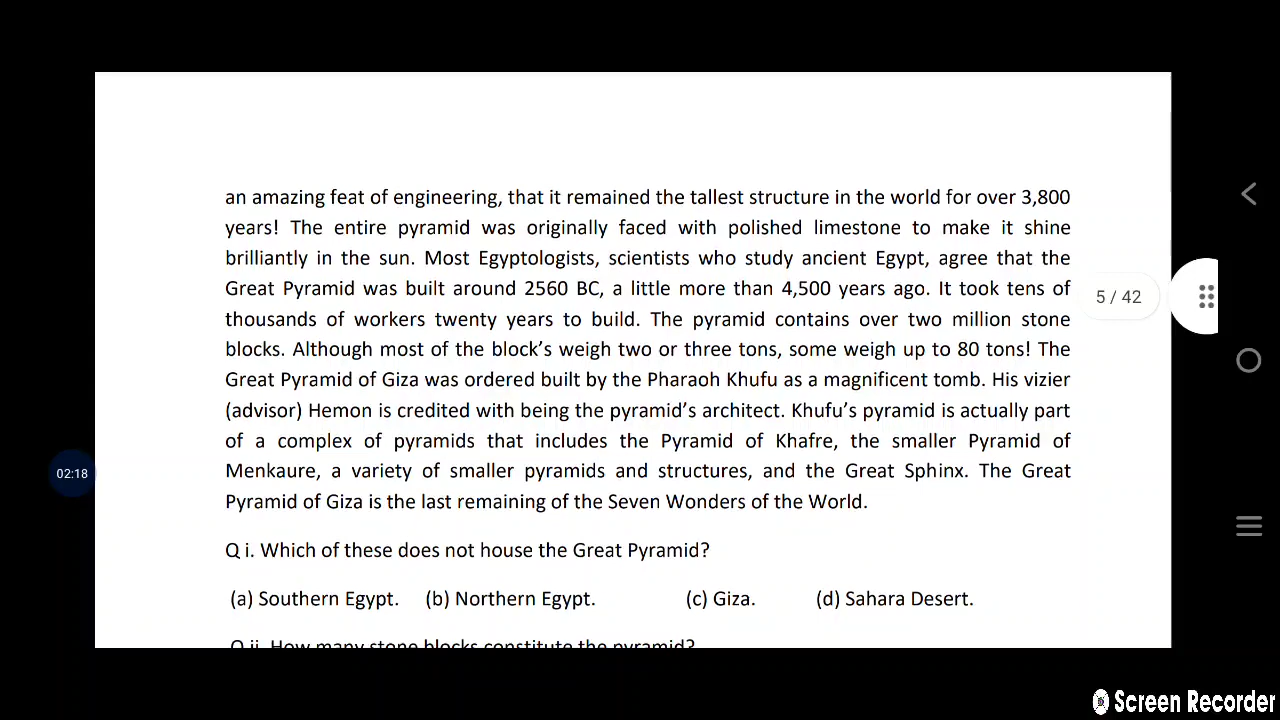 an amazing feat of engineering, that it remained the tallest structure in the world for over 3,800
years! The entire pyramid was originally faced with polished limestone to make it shine
brilliantly in the sun. Most Egyptologists, scientists who study ancient Egypt, agree that the
Great Pyramid was built around 2560 BC, a little more than 4,500 years ago. It took tens of
thousands of workers twenty years to build. The pyramid contains over two million stone
blocks. Although most of the block's weigh two or three tons, some weigh up to 80 tons! The
Great Pyramid of Giza was ordered built by the Pharaoh Khufu as a magnificent tomb. His vizier
(advisor) Hemon is credited with being the pyramid's architect. Khufu's pyramid is actually part
of a complex of pyramids that includes the Pyramid of Khafre, the smaller Pyramid of
Menkaure, a variety of smaller pyramids and structures, and the Great Sphinx. The Great
Pyramid of Giza is the last remaining of the Seven Wonders of the World.
Q i. Which of these does not house the Great Pyramid?
(a) Southern Egypt. (b) Northern Egypt. (c) Giza. (d) Sahara Desert.
Q ii. How many stone blocks constitute the pyramid?
5 / 42
02:18
Screen Recorder